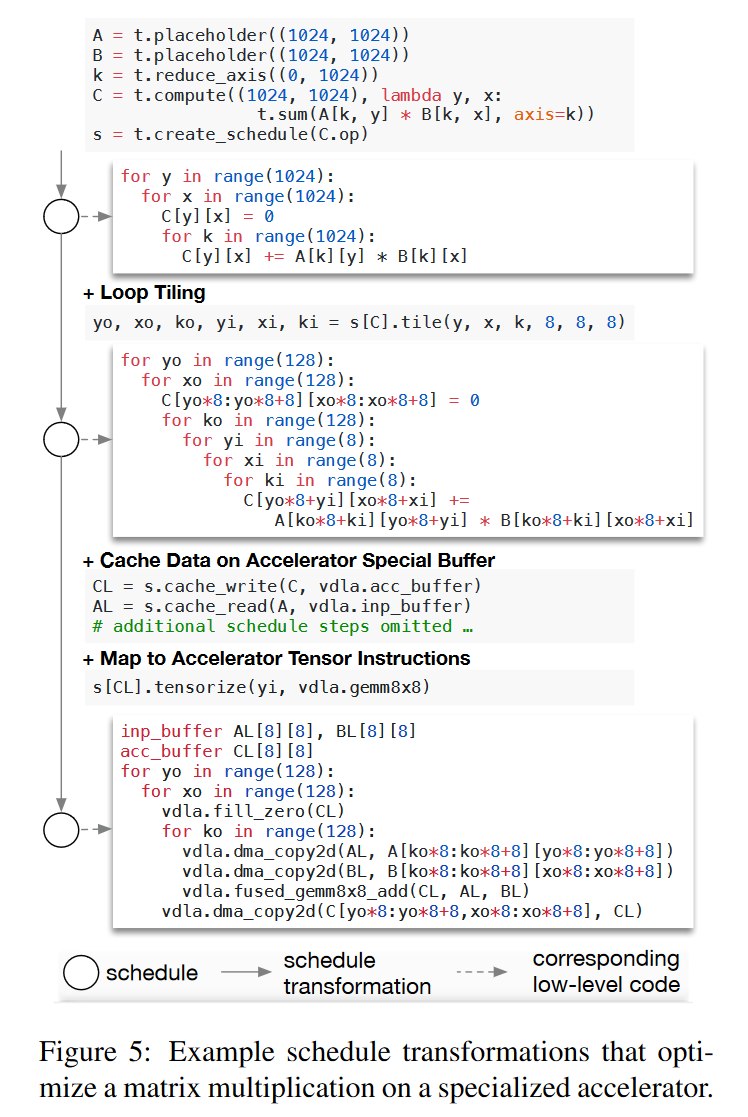 A = t.placeholder((1024, 1024))
B = t.placeholder((1024, 1024))
k = t.reduce_axis((0, 1024))
C = t.compute((1024, 1024), lambda y, x:
t.sum(A[k, y] * B[k, x], axis=k))
s = t.create_schedule(C.op)
for y in range(1024):
for x in range(1024):
C[y][x] = 0
for k in range(1024):
C[y][x] += A[k][y] * B[k][x]
+ Loop Tiling
yo, xo, ko, yi, xi, ki = s[C].tile(y, x, k, 8, 8, 8)
for yo in range(128):
for xo in range(128):
C[yo*8:yo*8+8][xo*8:xo*8+8] = 0
for ko in range(128):
for yi in range(8):
for xi in range(8):
for ki in range(8):
C[yo*8+yi][xo*8+xi] +=
A[ko*8+ki][yo*8+yi] * B[ko*8+ki][xo*8+xi]
+ Cache Data on Accelerator Special Buffer
CL = s.cache_write(C, vdla.acc_buffer)
AL = s.cache_read(A, vdla.inp_buffer)
# additional schedule steps omitted …
+ Map to Accelerator Tensor Instructions
s[CL].tensorize(yi, vdla.gemm8x8)
inp_buffer AL[8][8], BL[8][8]
acc_buffer CL[8][8]
for yo in range(128):
for xo in range(128):
vdla.fill_zero(CL)
for ko in range(128):
vdla.dma_copy2d(AL, A[ko*8:ko*8+8][yo*8:yo*8+8])
vdla.dma_copy2d(BL, B[ko*8:ko*8+8][xo*8:xo*8+8])
vdla.fused_gemm8x8_add(CL, AL, BL)
vdla.dma_copy2d(C[yo*8:yo*8+8,xo*8:xo*8+8], CL)
schedule
schedule
transformation
corresponding
low-level code
Figure 5: Example schedule transformations that opti-
mize a matrix multiplication on a specialized accelerator.